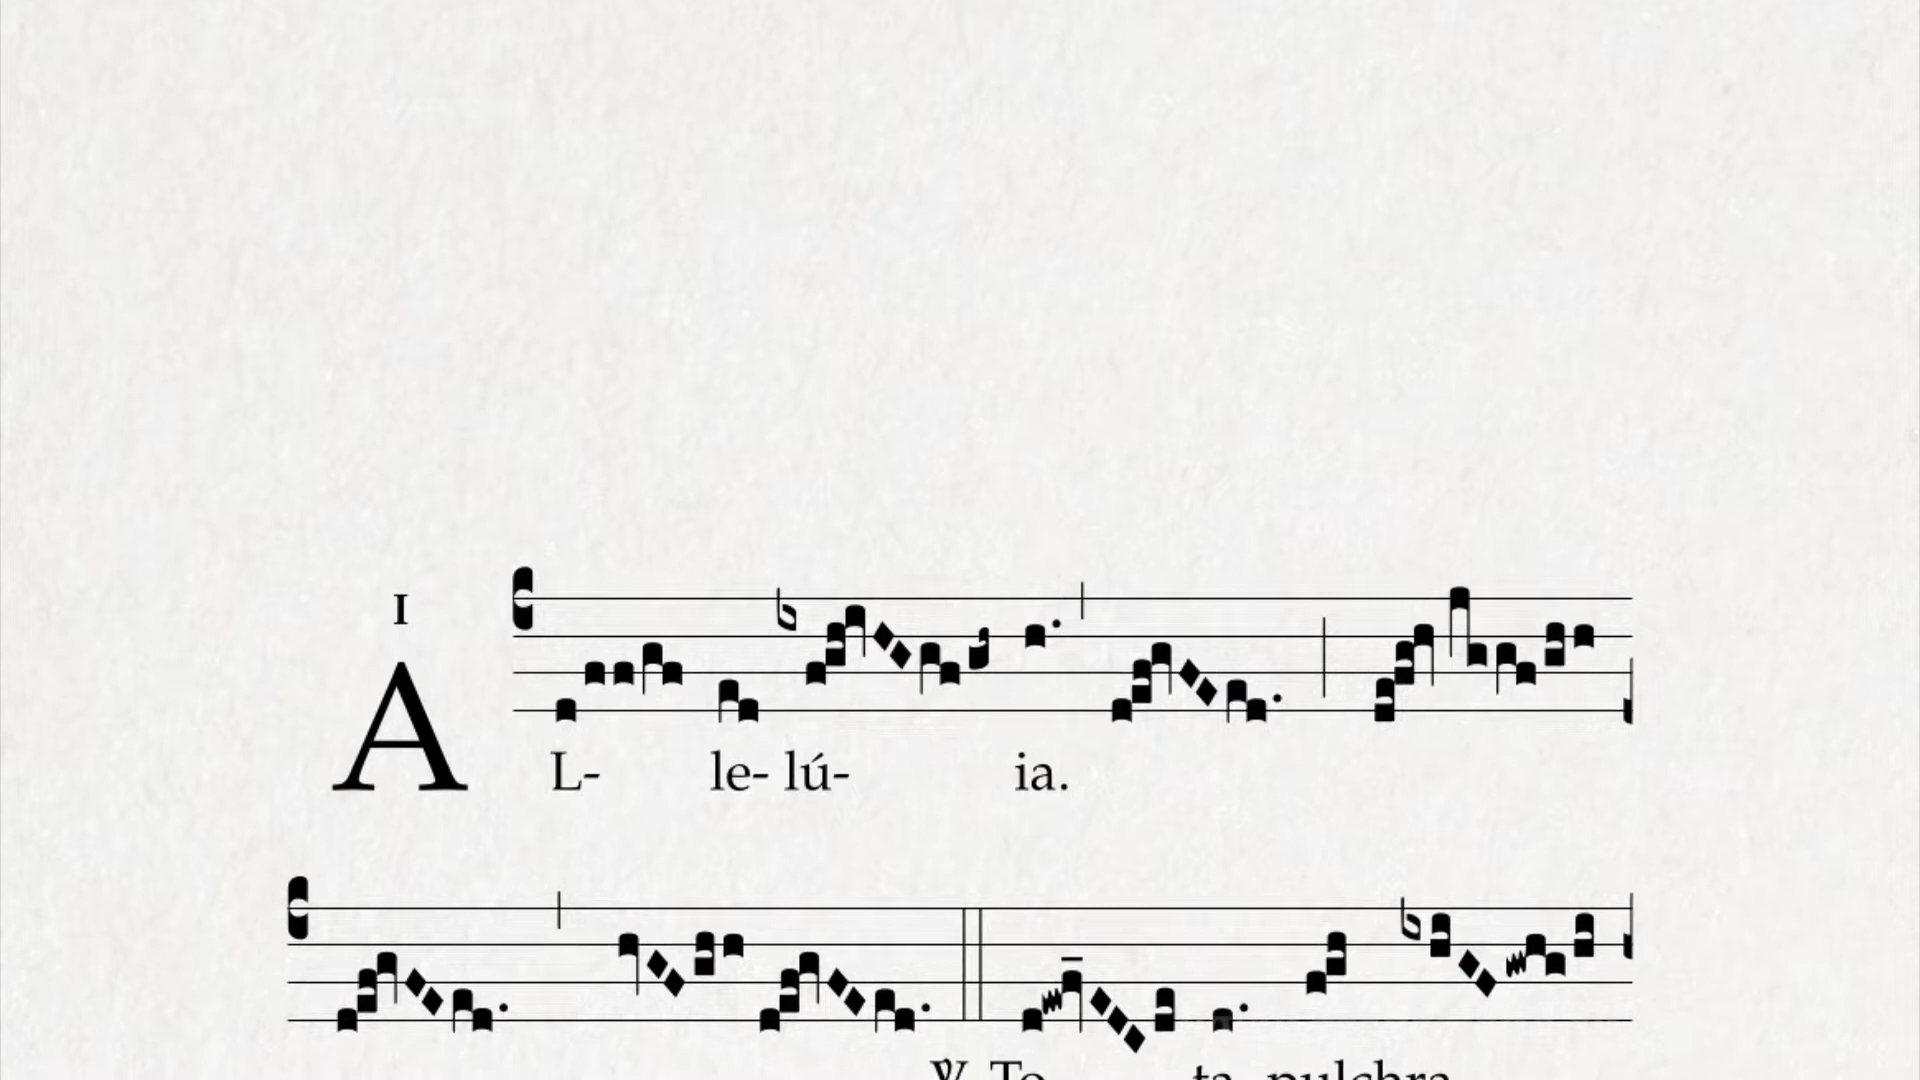 I
A L- le- lú- ia.
℣. To ta pulchra